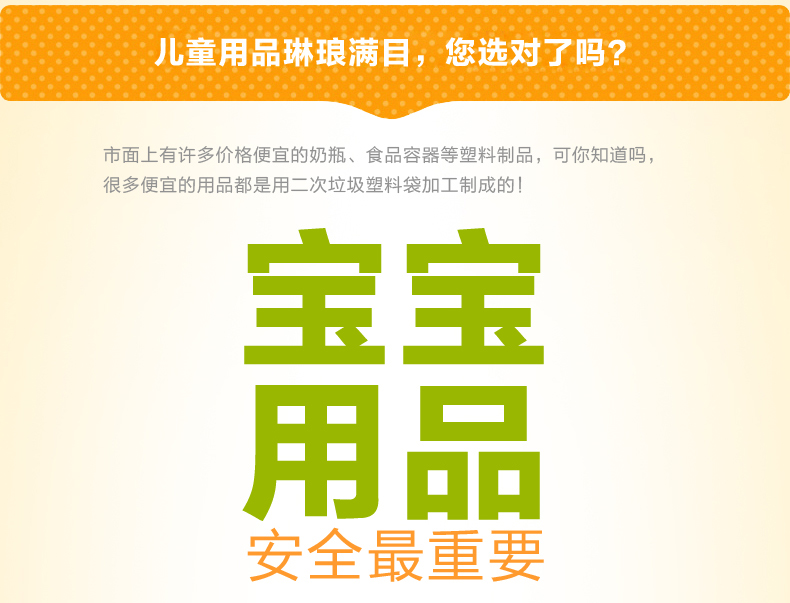 儿童用品琳琅满目，您选对了吗？
市面上有许多价格便宜的奶瓶、食品容器等塑料制品，可你知道吗，
很多便宜的用品都是用二次垃圾塑料袋加工制成的！
宝宝
用品
安全最重要